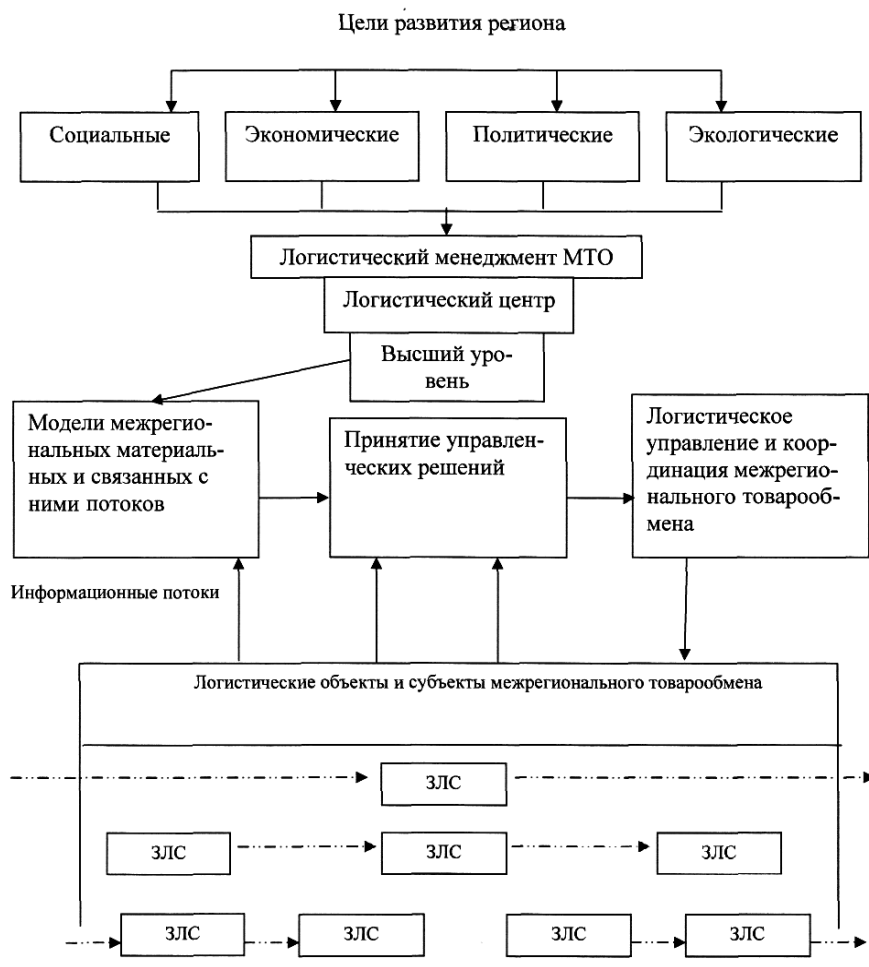 Цели развития региона
Социальные
Экономические
Политические
Экологические
Логистический менеджмент МТО
Логистический центр
Высший уро-
вень
Модели межрегио-
нальных материаль-
ных и связанных с
ними потоков
Принятие управлен-
ческих решений
Логистическое
управление и коор-
динация межрегио-
нального товарооб-
мена
Информационные потоки
Логистические объекты и субъекты межрегионального товарообмена
ЗЛС
ЗЛС
ЗЛС
ЗЛС
ЗЛС
ЗЛС
ЗЛС
ЗЛС